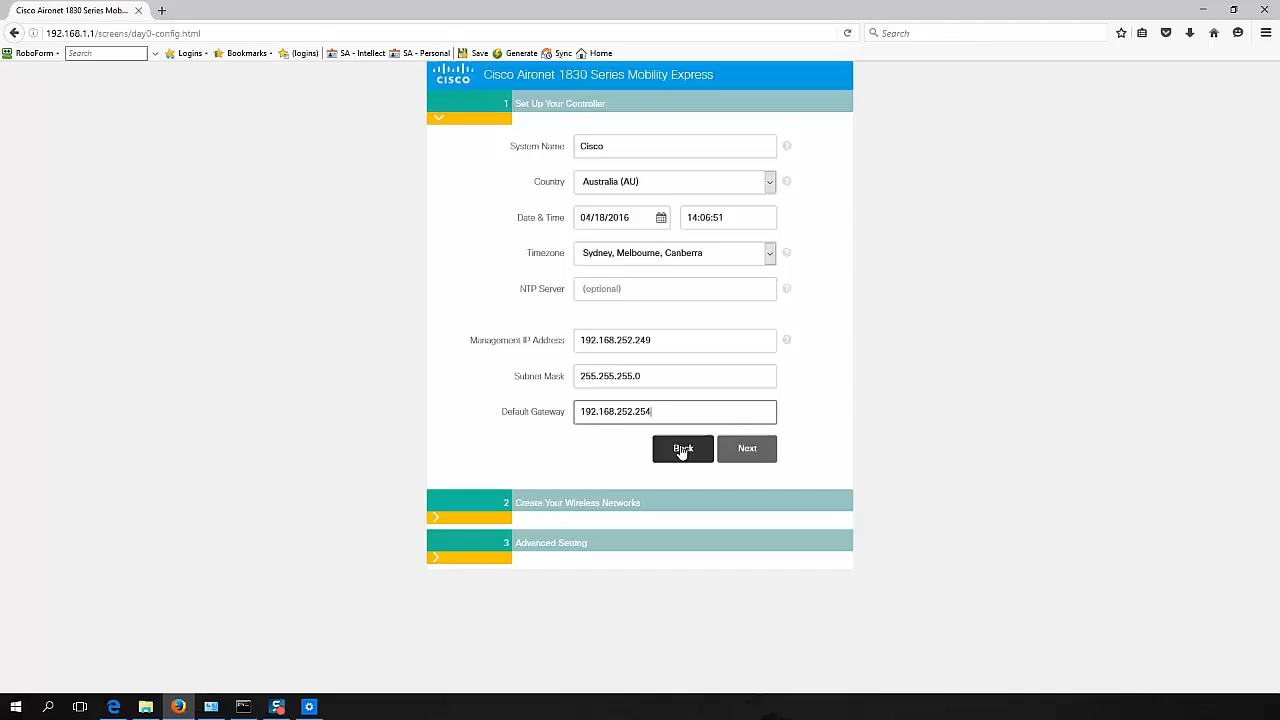 Cisco Aironet 1830 Series Mob...
192.168.1.1/screens/day0-config.html
Search
RoboForm
Search
Logins
Bookmarks
(logins)
SA - Intellect
SA - Personal
Save
Generate
Sync
Home
CISCO
Cisco Aironet 1830 Series Mobility Express
1 Set Up Your Controller
System Name Cisco
Country Australia (AU)
Date & Time 04/18/2016 14:06:51
Timezone Sydney, Melbourne, Canberra
NTP Server (optional)
Management IP Address 192.168.252.249
Subnet Mask 255.255.255.0
Default Gateway 192.168.252.254
Back Next
2 Create Your Wireless Networks
3 Advanced Setting